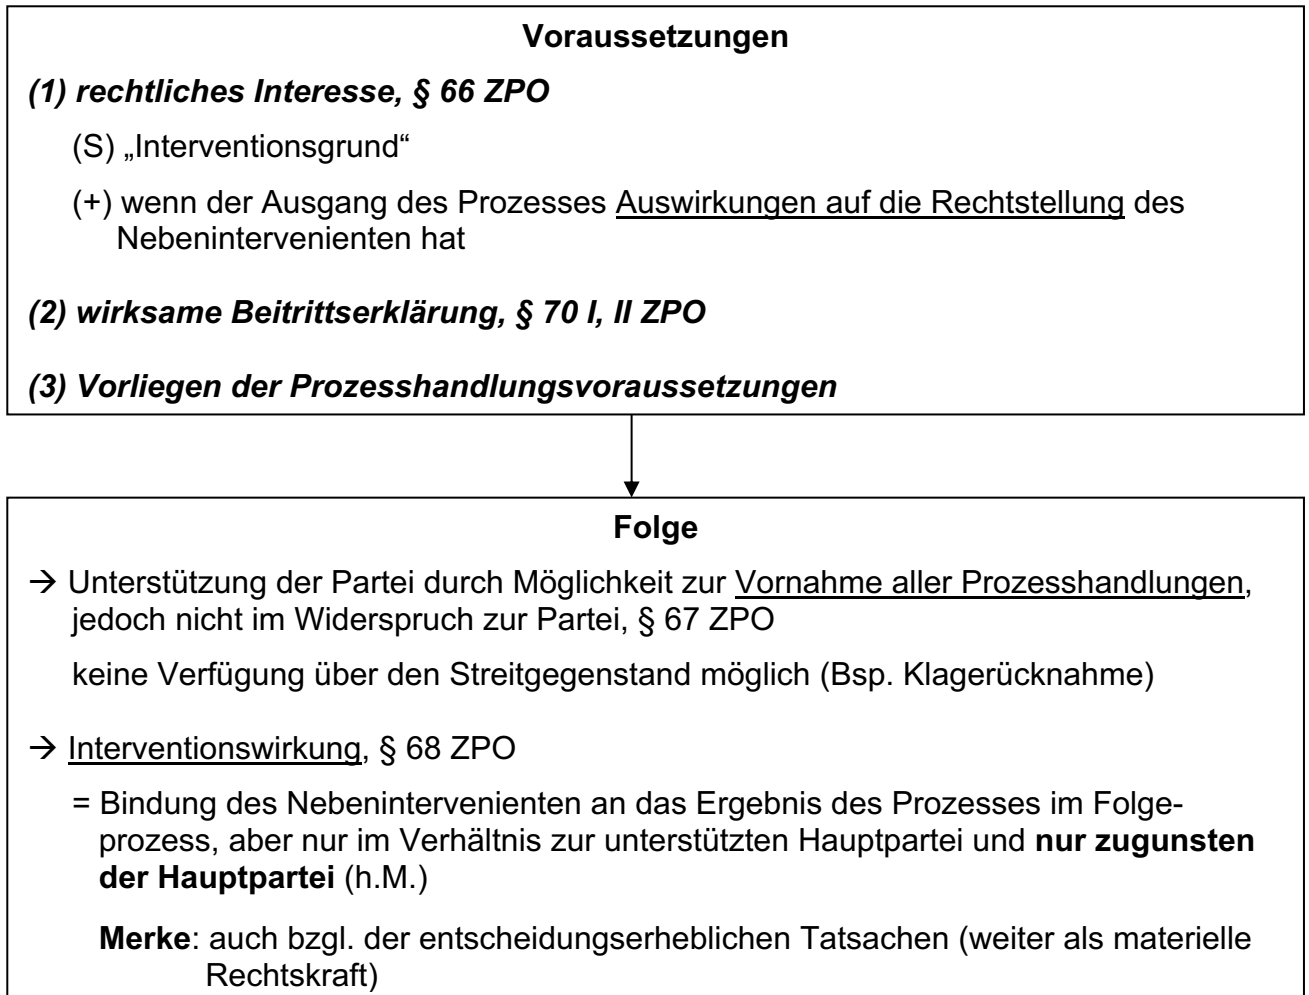 Voraussetzungen
(1) rechtliches Interesse, § 66 ZPO
(S) „Interventionsgrund“
(+) wenn der Ausgang des Prozesses Auswirkungen auf die Rechtstellung des
Nebenintervenienten hat
(2) wirksame Beitrittserklärung, § 70 I, II ZPO
(3) Vorliegen der Prozesshandlungsvoraussetzungen
Folge
→ Unterstützung der Partei durch Möglichkeit zur Vornahme aller Prozesshandlungen,
jedoch nicht im Widerspruch zur Partei, § 67 ZPO
keine Verfügung über den Streitgegenstand möglich (Bsp. Klagerücknahme)
→ Interventionswirkung, § 68 ZPO
= Bindung des Nebenintervenienten an das Ergebnis des Prozesses im Folge-
prozess, aber nur im Verhältnis zur unterstützten Hauptpartei und nur zugunsten
der Hauptpartei (h.M.)
Merke: auch bzgl. der entscheidungserheblichen Tatsachen (weiter als materielle
Rechtskraft)